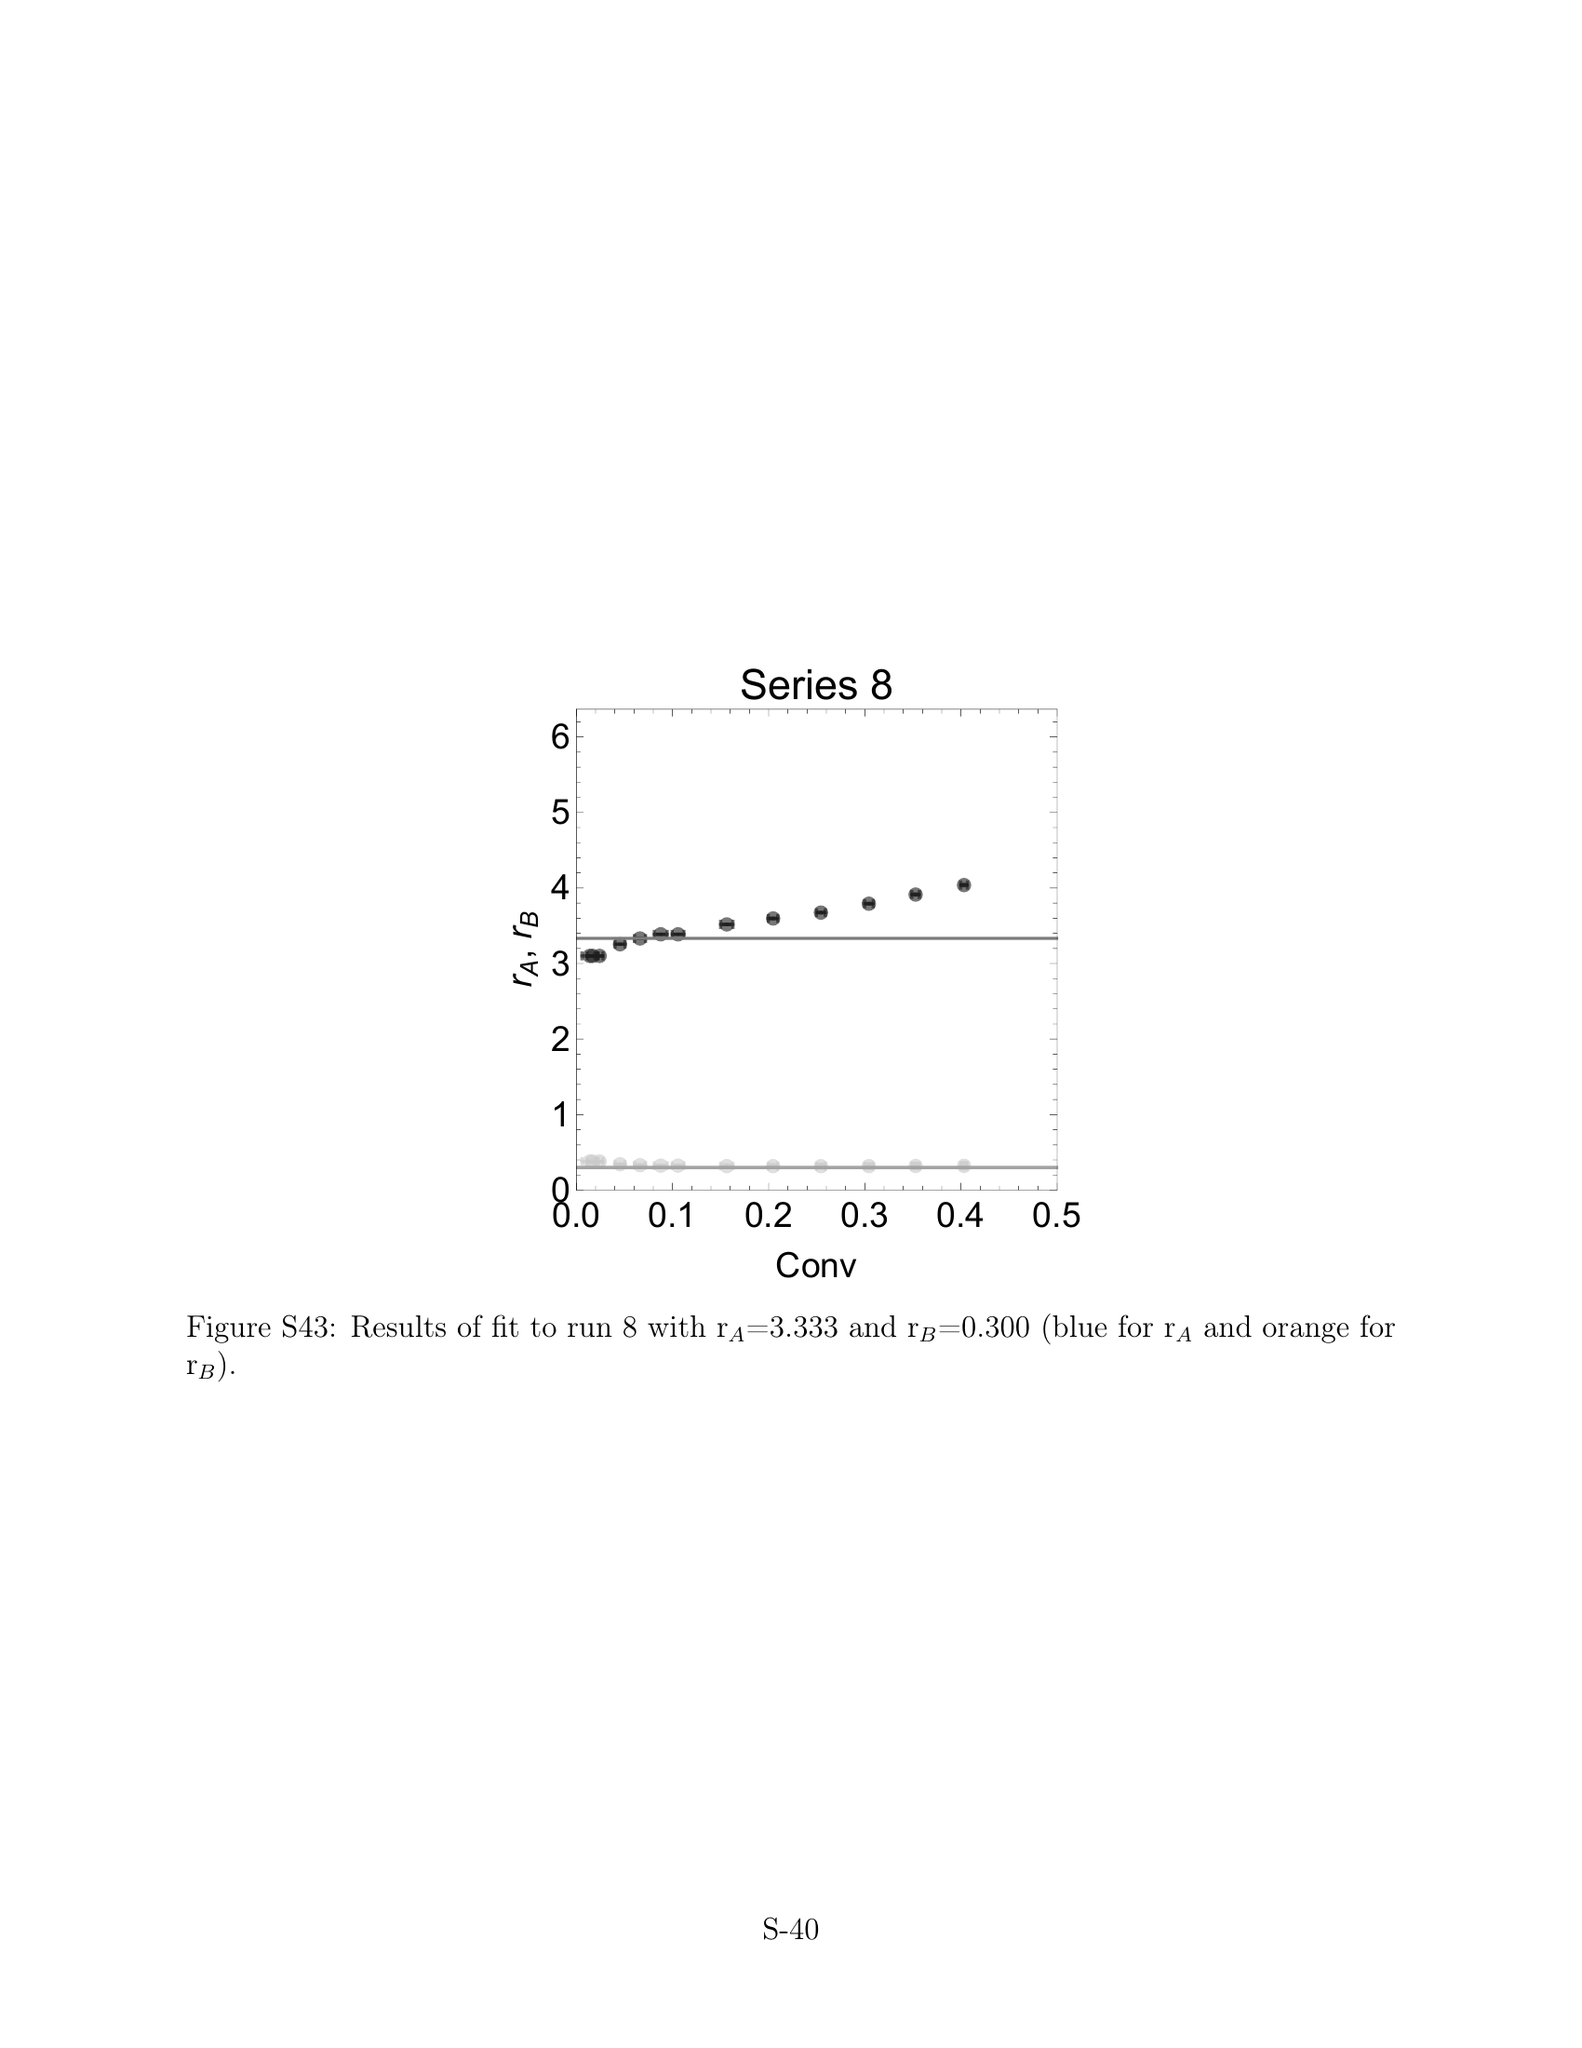 Series 8
6
5
4
3
2
1
0
r_A, r_B
0.0 0.1 0.2 0.3 0.4 0.5
Conv
Figure S43: Results of fit to run 8 with r_A=3.333 and r_B=0.300 (blue for r_A and orange for
r_B).
S-40